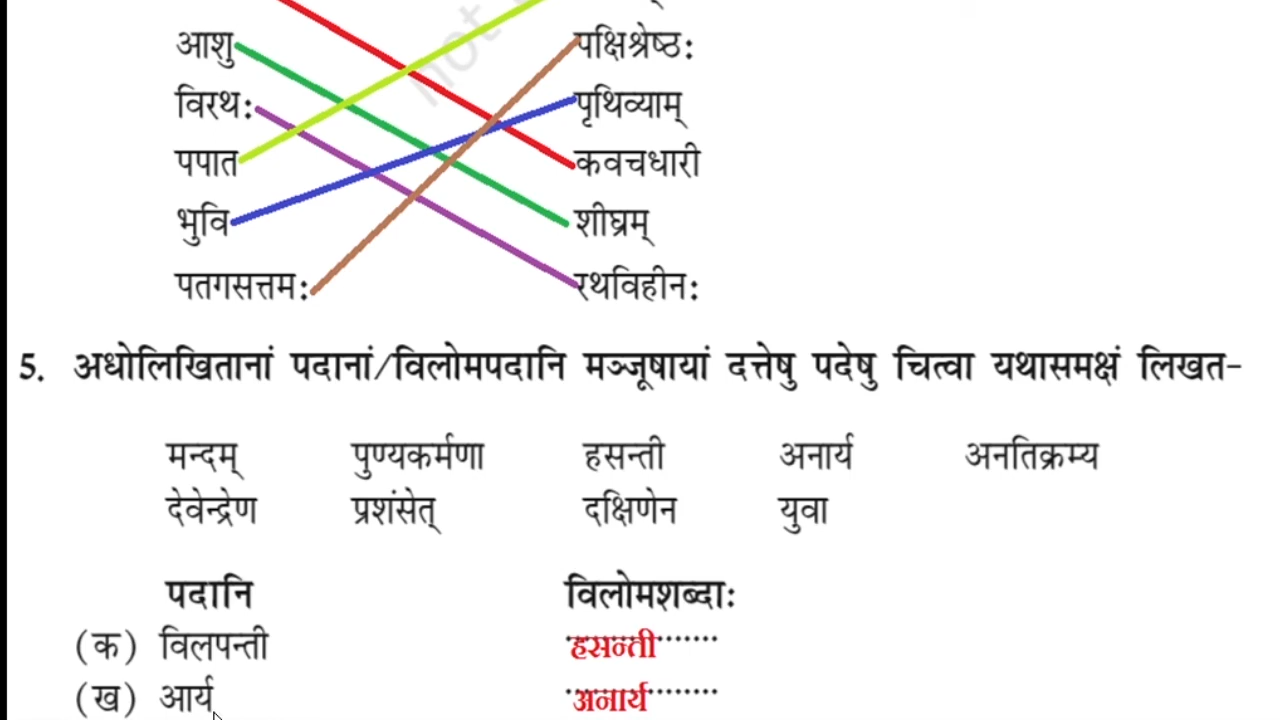 not
आशु पक्षिश्रेष्ठः
विरथः पृथिव्याम्
पपात कवचधारी
भुवि शीघ्रम्
पतगसत्तमः रथविहीनः
5. अधोलिखितानां पदानां/विलोमपदानि मञ्जूषायां दत्तेषु पदेषु चित्वा यथासमक्षं लिखत-
मन्दम् पुण्यकर्मणा हसन्ती अनार्य अनतिक्रम्य
देवेन्द्रेण प्रशंसेत् दक्षिणेन युवा
पदानि विलोमशब्दाः
(क) विलपन्ती हसन्ती
(ख) आर्य अनार्य